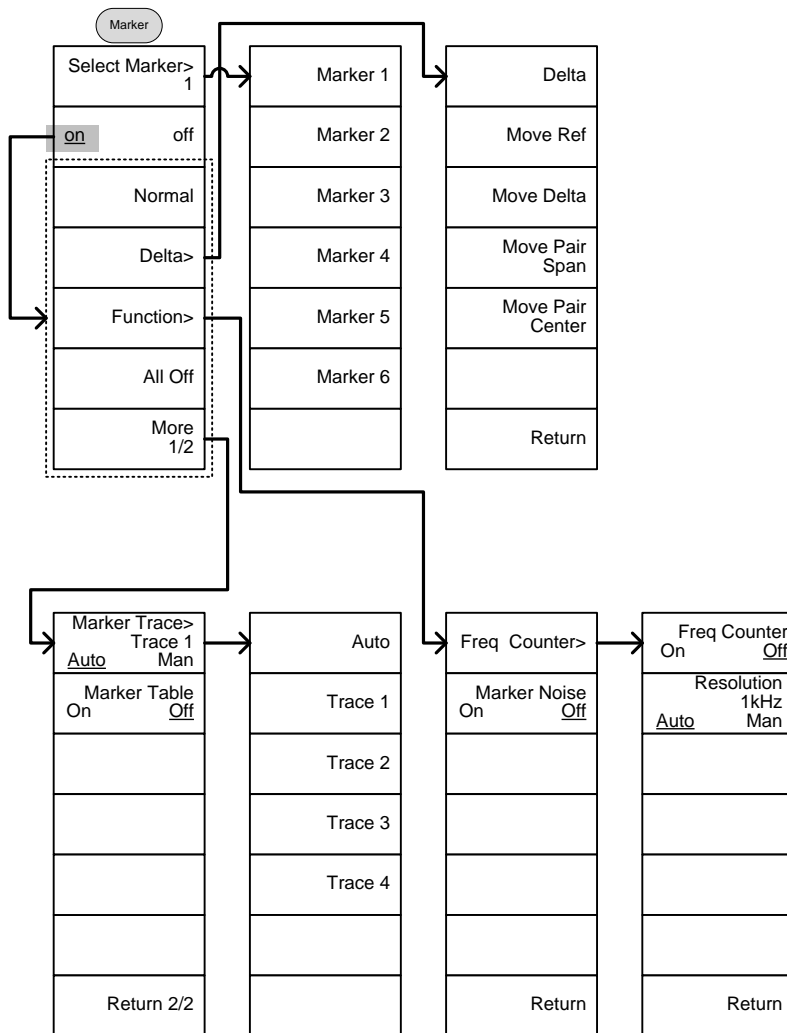 Marker
Select Marker>
1
on off
Normal
Delta>
Function>
All Off
More
1/2
Marker 1
Marker 2
Marker 3
Marker 4
Marker 5
Marker 6
Delta
Move Ref
Move Delta
Move Pair
Span
Move Pair
Center
Return
Marker Trace>
Trace 1
Auto Man
Marker Table
On Off
Return 2/2
Auto
Trace 1
Trace 2
Trace 3
Trace 4
Freq Counter>
Marker Noise
On Off
Return
Freq Counter
On Off
Resolution
1kHz
Auto Man
Return